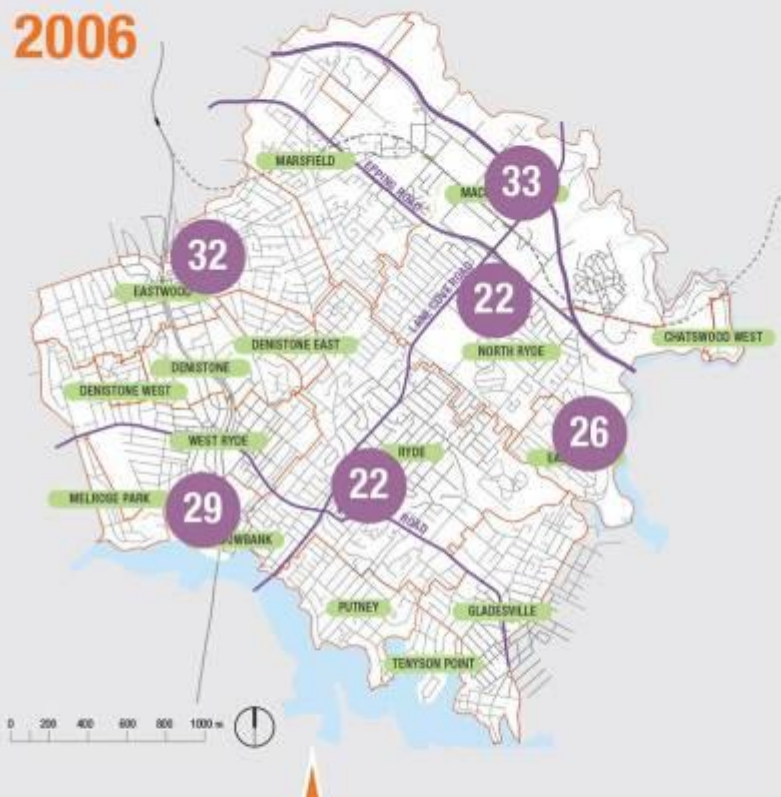 2006
MARSFIELD
EPPING ROAD
33
32
EASTWOOD
LANE COVE ROAD
22
DENISTONE EAST
NORTH RYDE
CHATSWOOD WEST
DENISTONE
DENISTONE WEST
26
WEST RYDE
RYDE
22
MELROSE PARK
29
ROAD
PUTNEY
GLADESVILLE
TENYSON POINT
0 200 400 600 800 1000 m